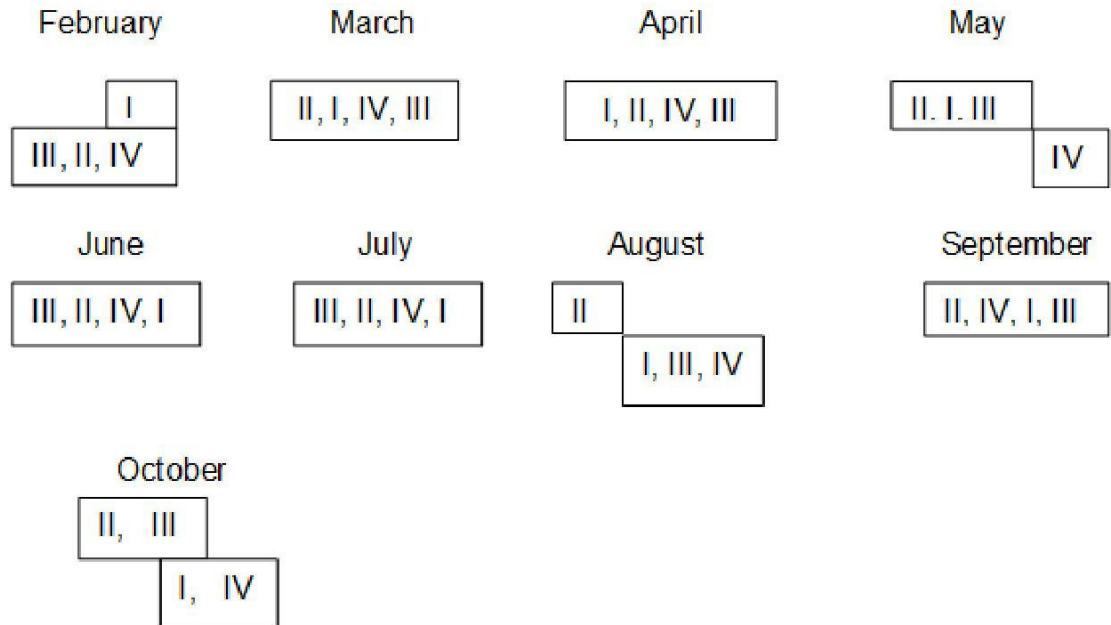 February March April May
I II, I, IV, III I, II, IV, III II. I. III
III, II, IV IV
June July August September
III, II, IV, I III, II, IV, I II II, IV, I, III
I, III, IV
October
II, III
I, IV